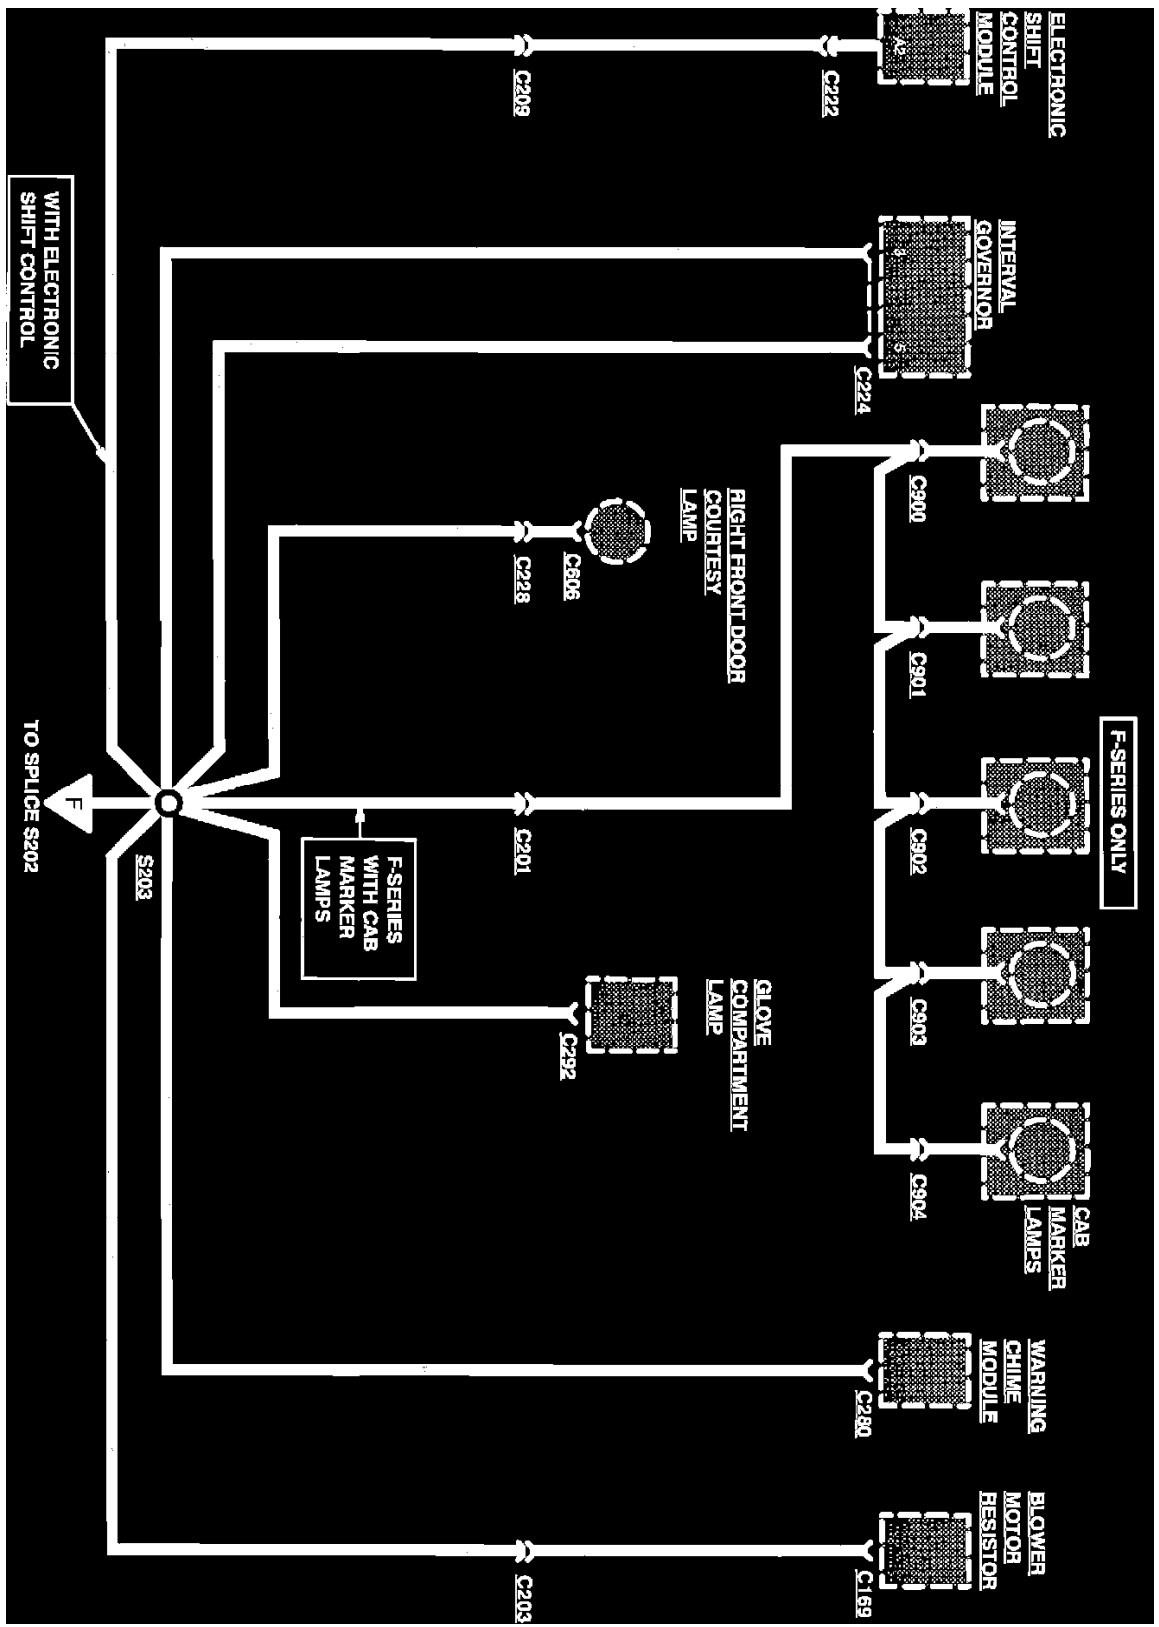 ELECTRONIC
SHIFT
CONTROL
MODULE
A2
C222
C209
INTERVAL
GOVERNOR
5
C224
F-SERIES ONLY
C900
C901
C902
C903
C904
CAB
MARKER
LAMPS
WARNING
CHIME
MODULE
C280
BLOWER
MOTOR
RESISTOR
C169
C203
RIGHT FRONT DOOR
COURTESY
LAMP
C606
C228
GLOVE
COMPARTMENT
LAMP
C292
C201
F-SERIES
WITH CAB
MARKER
LAMPS
WITH ELECTRONIC
SHIFT CONTROL
S203
F
TO SPLICE S202